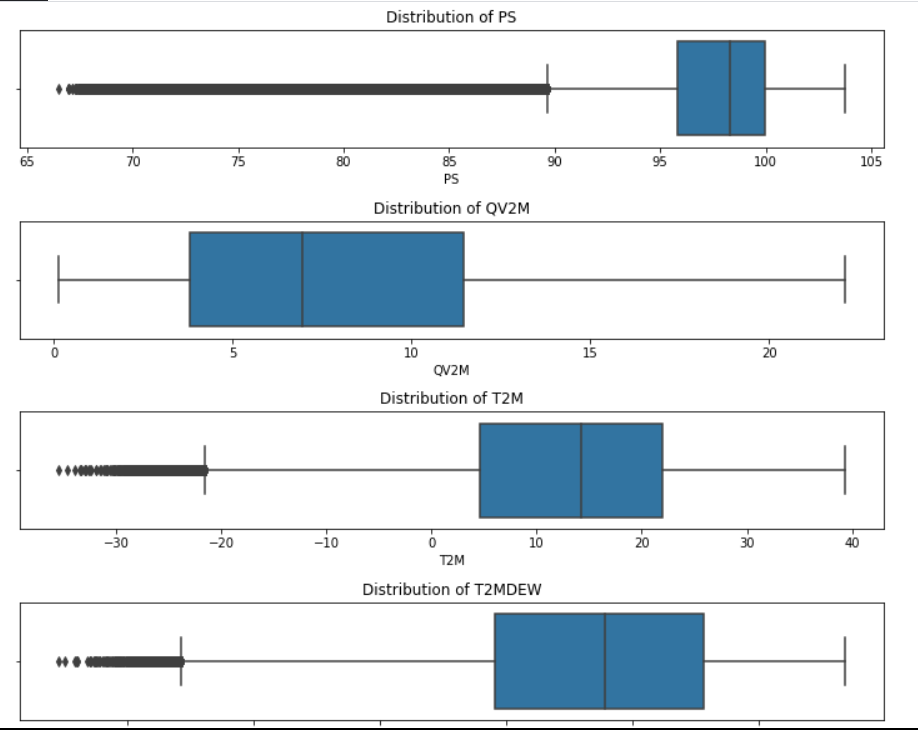 Distribution of PS
65 70 75 80 85 90 95 100 105
PS
Distribution of QV2M
0 5 10 15 20
QV2M
Distribution of T2M
−30 −20 −10 0 10 20 30 40
T2M
Distribution of T2MDEW